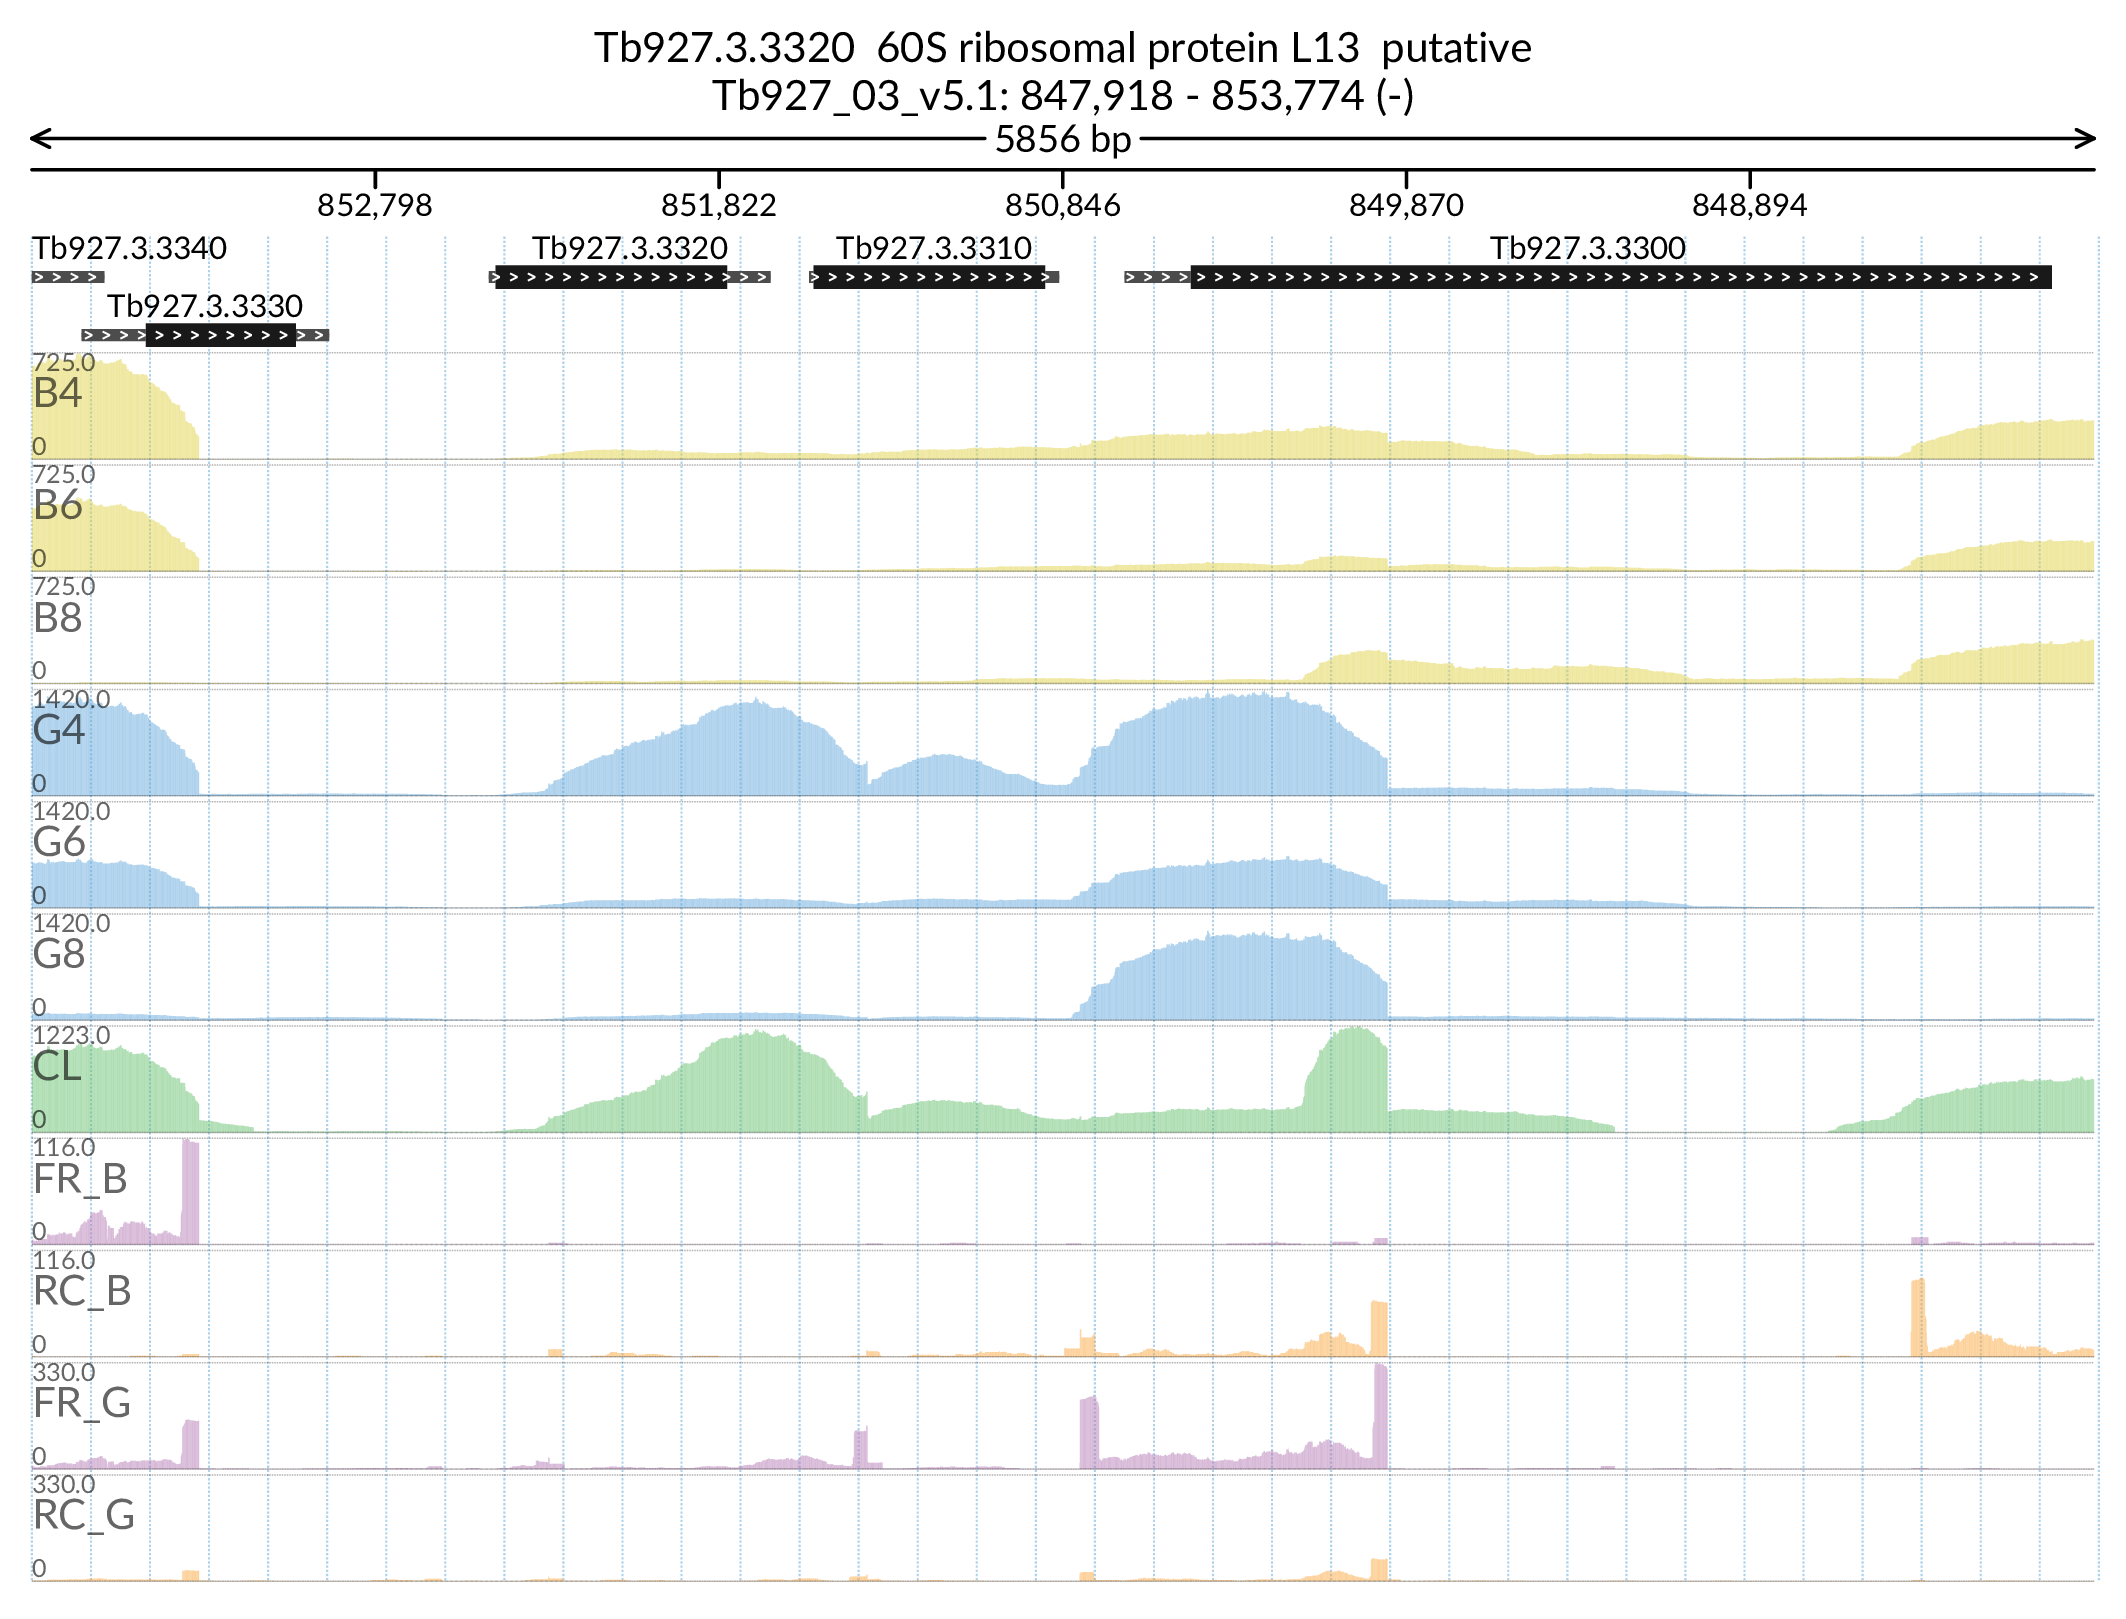 Tb927.3.3320  60S ribosomal protein L13  putative
Tb927_03_v5.1: 847,918 - 853,774 (-)
5856 bp
852,798 851,822 850,846 849,870 848,894
Tb927.3.3340 Tb927.3.3320 Tb927.3.3310 Tb927.3.3300
Tb927.3.3330
725.0
B4
0
725.0
B6
0
725.0
B8
0
1420.0
G4
0
1420.0
G6
0
1420.0
G8
0
1223.0
CL
0
116.0
FR_B
0
116.0
RC_B
0
330.0
FR_G
0
330.0
RC_G
0